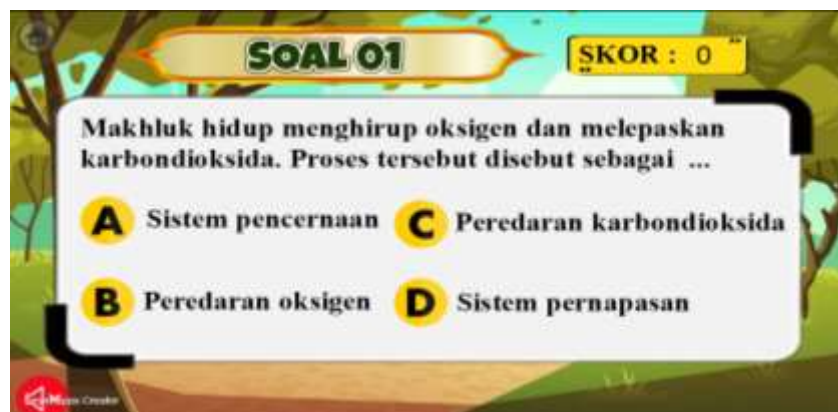 SOAL 01
SKOR : 0
Makhluk hidup menghirup oksigen dan melepaskan
karbondioksida. Proses tersebut disebut sebagai ...
A Sistem pencernaan
C Peredaran karbondioksida
B Peredaran oksigen
D Sistem pernapasan
Creator